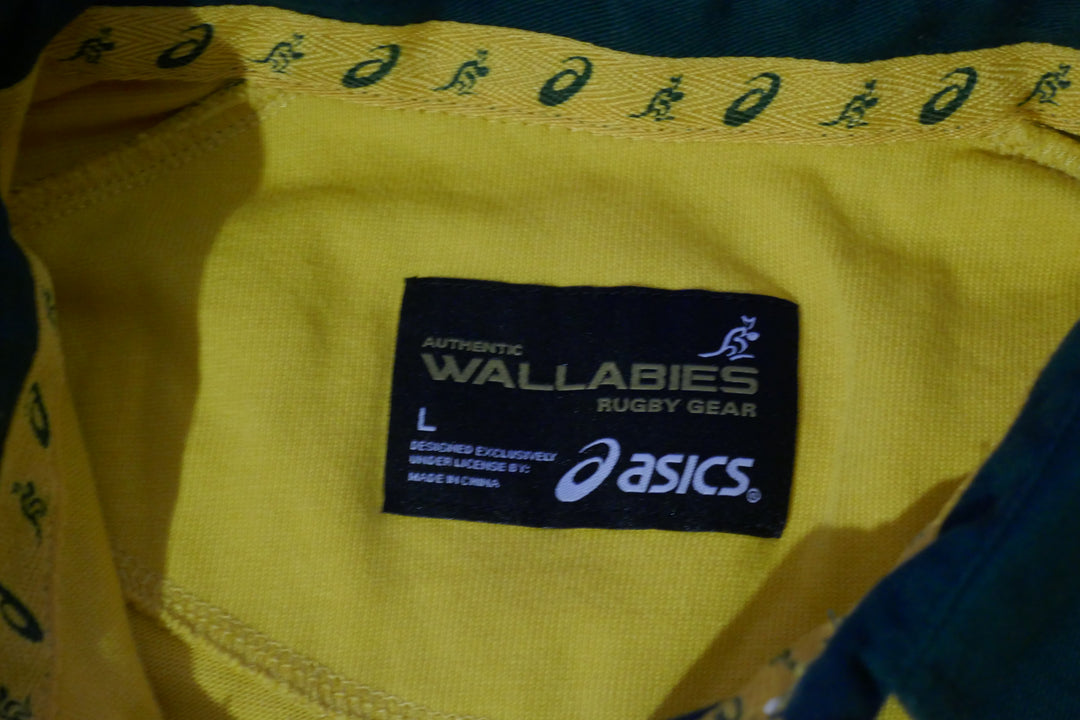 AUTHENTIC
WALLABIES
RUGBY GEAR
L
DESIGNED EXCLUSIVELY
UNDER LICENSE BY:
MADE IN CHINA
asics®